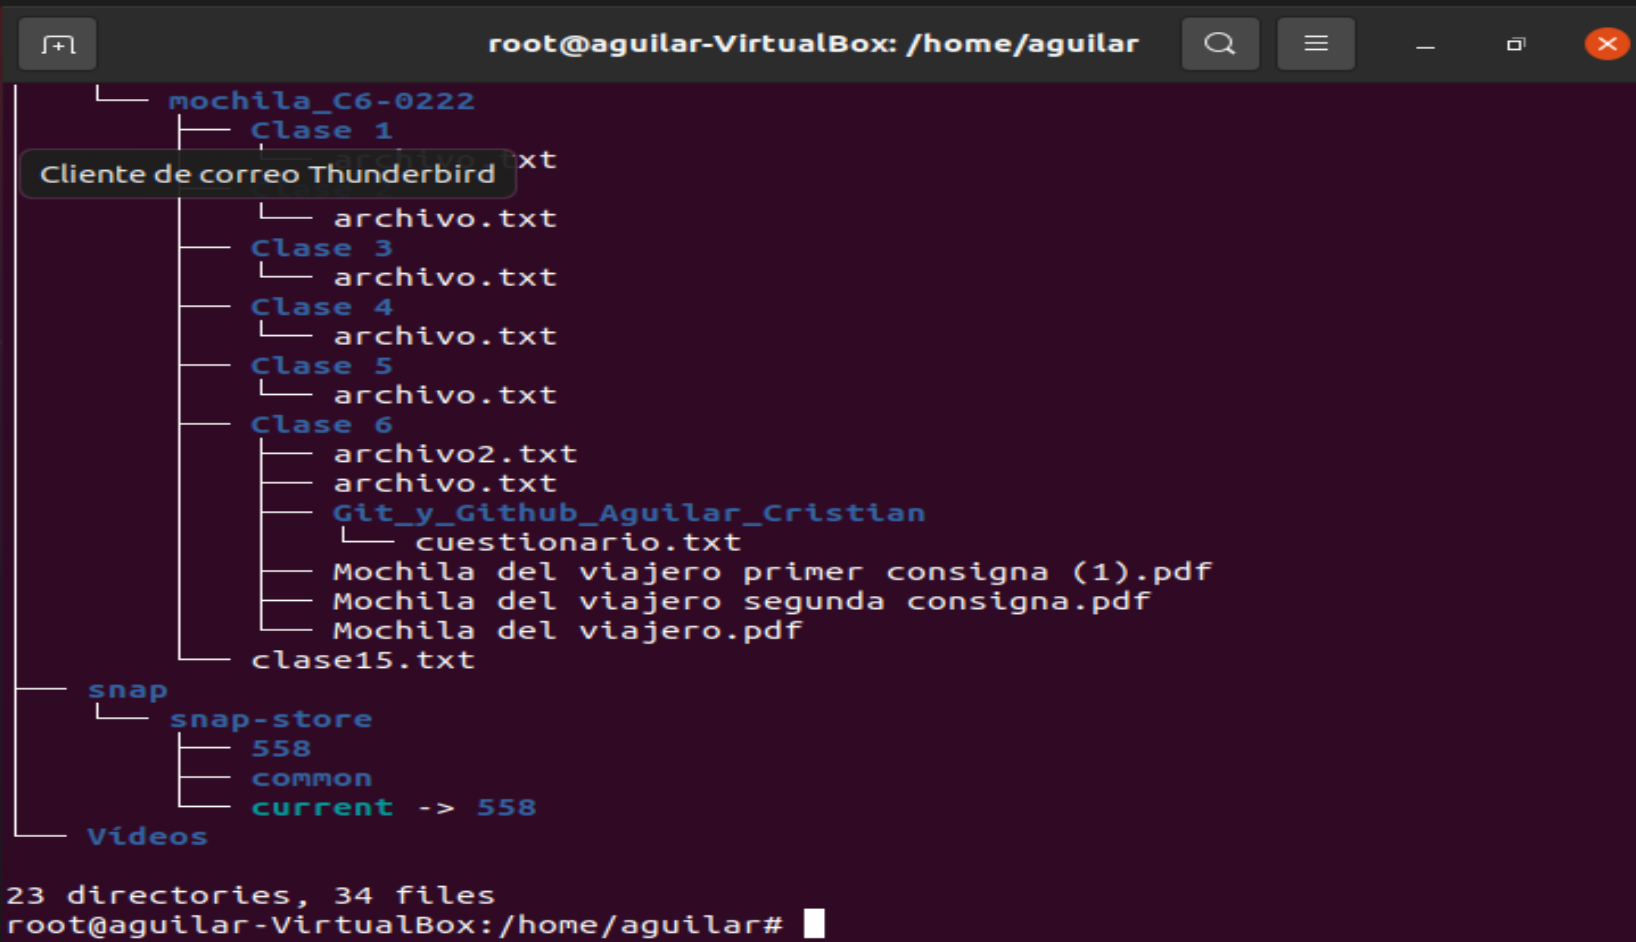 root@aguilar-VirtualBox: /home/aguilar
└── mochila_C6-0222
├── Clase 1
└── archivo.txt
Cliente de correo Thunderbird
└── archivo.txt
├── Clase 3
└── archivo.txt
├── Clase 4
└── archivo.txt
├── Clase 5
└── archivo.txt
├── Clase 6
├── archivo2.txt
├── archivo.txt
├── Git_y_Github_Aguilar_Cristian
└── cuestionario.txt
├── Mochila del viajero primer consigna (1).pdf
├── Mochila del viajero segunda consigna.pdf
└── Mochila del viajero.pdf
└── clase15.txt
├── snap
└── snap-store
├── 558
├── common
└── current -> 558
└── Vídeos
23 directories, 34 files
root@aguilar-VirtualBox:/home/aguilar#